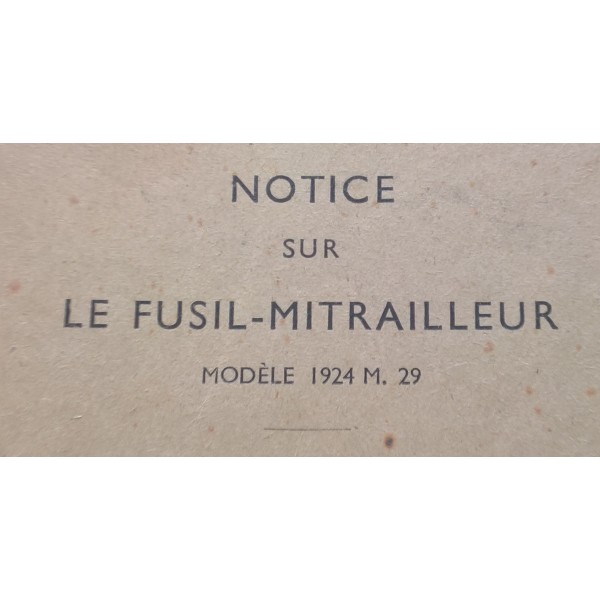 NOTICE
SUR
LE FUSIL-MITRAILLEUR
MODÈLE 1924 M. 29